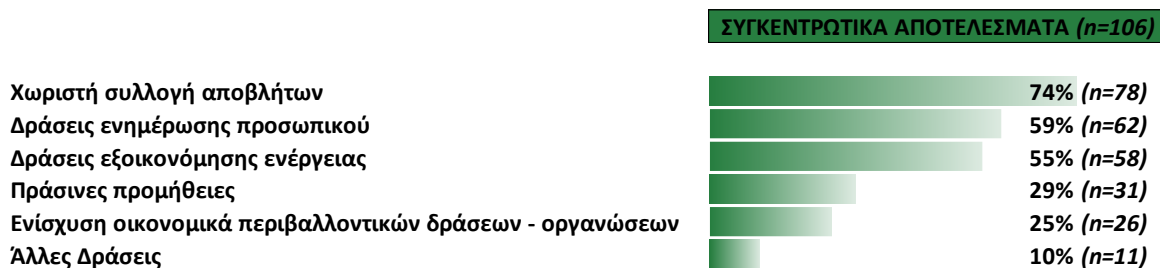 ΣΥΓΚΕΝΤΡΩΤΙΚΑ ΑΠΟΤΕΛΕΣΜΑΤΑ (n=106)
Χωριστή συλλογή αποβλήτων 74% (n=78)
Δράσεις ενημέρωσης προσωπικού 59% (n=62)
Δράσεις εξοικονόμησης ενέργειας 55% (n=58)
Πράσινες προμήθειες 29% (n=31)
Ενίσχυση οικονομικά περιβαλλοντικών δράσεων - οργανώσεων 25% (n=26)
Άλλες Δράσεις 10% (n=11)